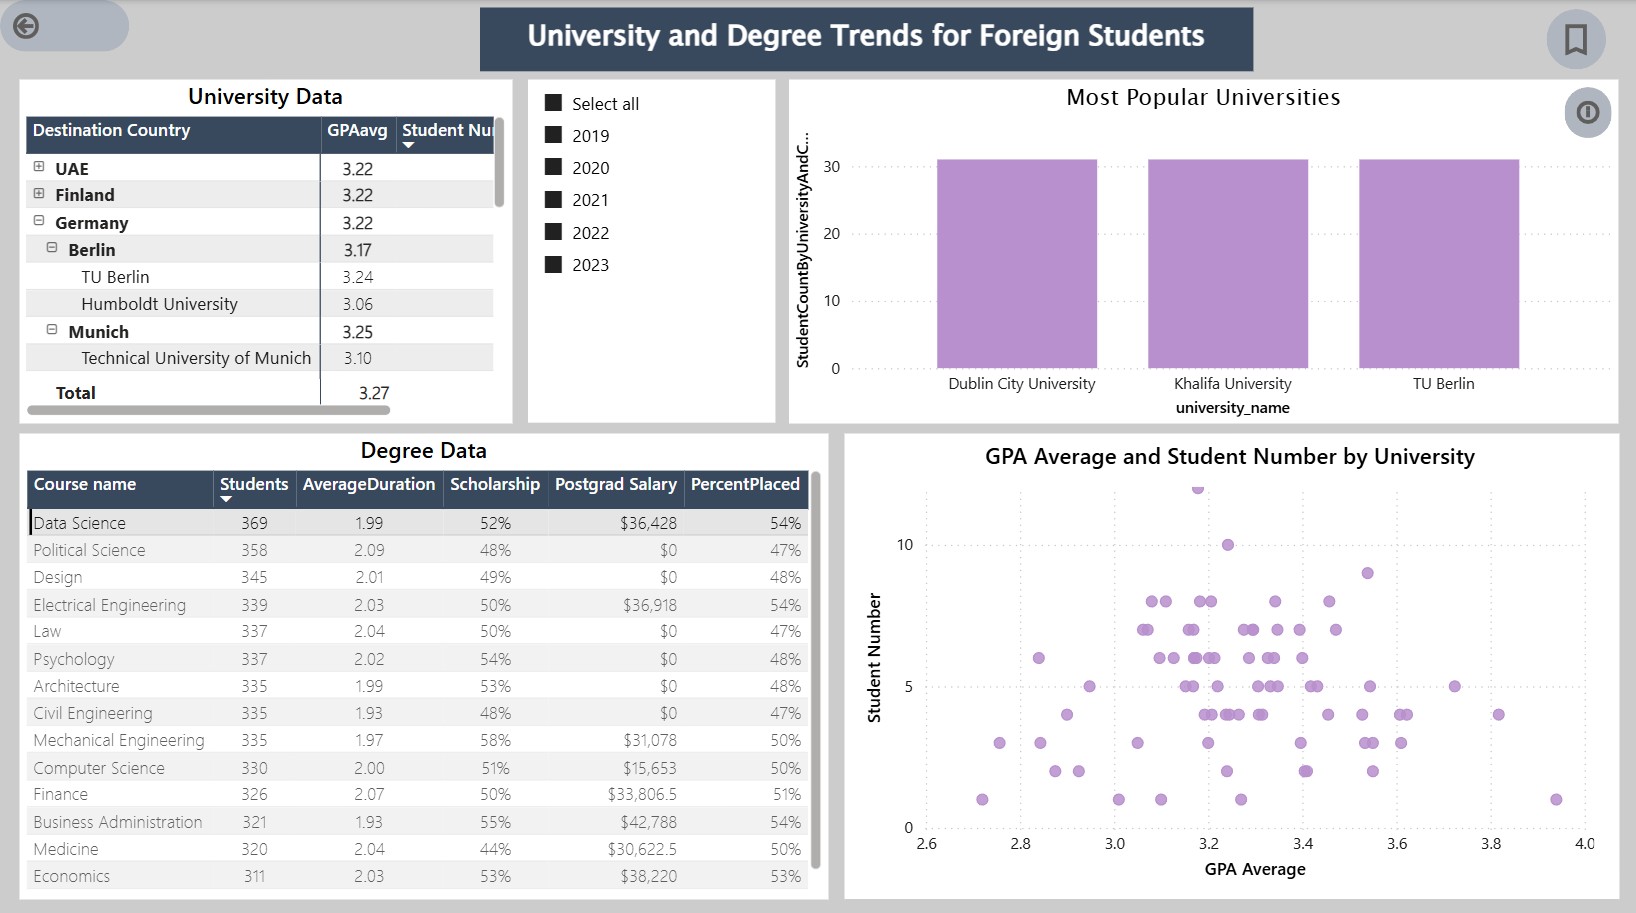 University and Degree Trends for Foreign Students
University Data
Destination Country GPAavg Student Nu
UAE 3.22
Finland 3.22
Germany 3.22
Berlin 3.17
TU Berlin 3.24
Humboldt University 3.06
Munich 3.25
Technical University of Munich 3.10
Total 3.27
Select all
2019
2020
2021
2022
2023
Most Popular Universities
StudentCountByUniversityAndC...
30
20
10
0
Dublin City University Khalifa University TU Berlin
university_name
Degree Data
Course name Students AverageDuration Scholarship Postgrad Salary PercentPlaced
Data Science 369 1.99 52% $36,428 54%
Political Science 358 2.09 48% $0 47%
Design 345 2.01 49% $0 48%
Electrical Engineering 339 2.03 50% $36,918 54%
Law 337 2.04 50% $0 47%
Psychology 337 2.02 54% $0 48%
Architecture 335 1.99 53% $0 48%
Civil Engineering 335 1.93 48% $0 47%
Mechanical Engineering 335 1.97 58% $31,078 50%
Computer Science 330 2.00 51% $15,653 50%
Finance 326 2.07 50% $33,806.5 51%
Business Administration 321 1.93 55% $42,788 54%
Medicine 320 2.04 44% $30,622.5 50%
Economics 311 2.03 53% $38,220 53%
GPA Average and Student Number by University
Student Number
10
5
0
2.6 2.8 3.0 3.2 3.4 3.6 3.8 4.0
GPA Average